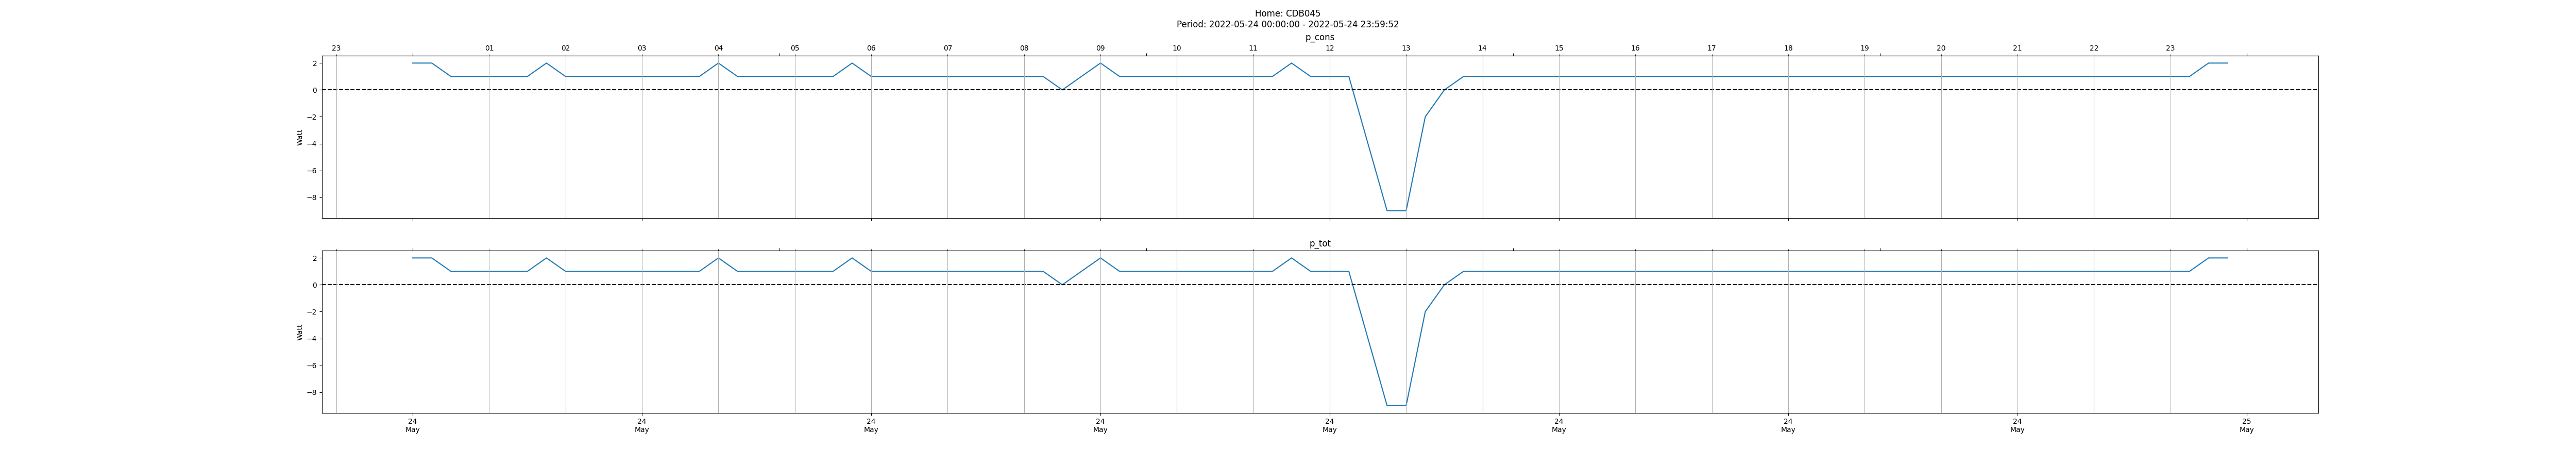 Home: CDB045
Period: 2022-05-24 00:00:00 - 2022-05-24 23:59:52
p_cons
23 01 02 03 04 05 06 07 08 09 10 11 12 13 14 15 16 17 18 19 20 21 22 23
2
0
−2
Watt
−4
−6
−8
p_tot
2
0
−2
Watt
−4
−6
−8
24 24 24 24 24 24 24 24 25
May May May May May May May May May